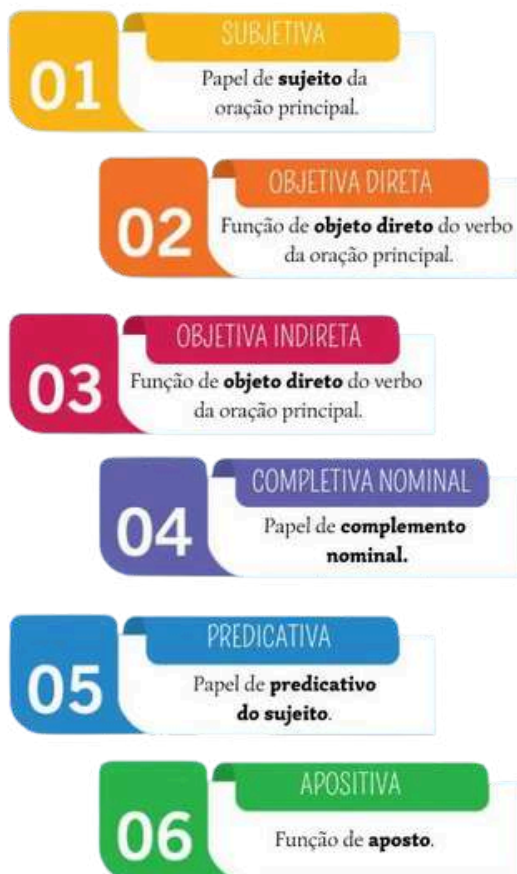 01
SUBJETIVA
Papel de sujeito da
oração principal.
02
OBJETIVA DIRETA
Função de objeto direto do verbo
da oração principal.
03
OBJETIVA INDIRETA
Função de objeto direto do verbo
da oração principal.
04
COMPLETIVA NOMINAL
Papel de complemento
nominal.
05
PREDICATIVA
Papel de predicativo
do sujeito.
06
APOSITIVA
Função de aposto.